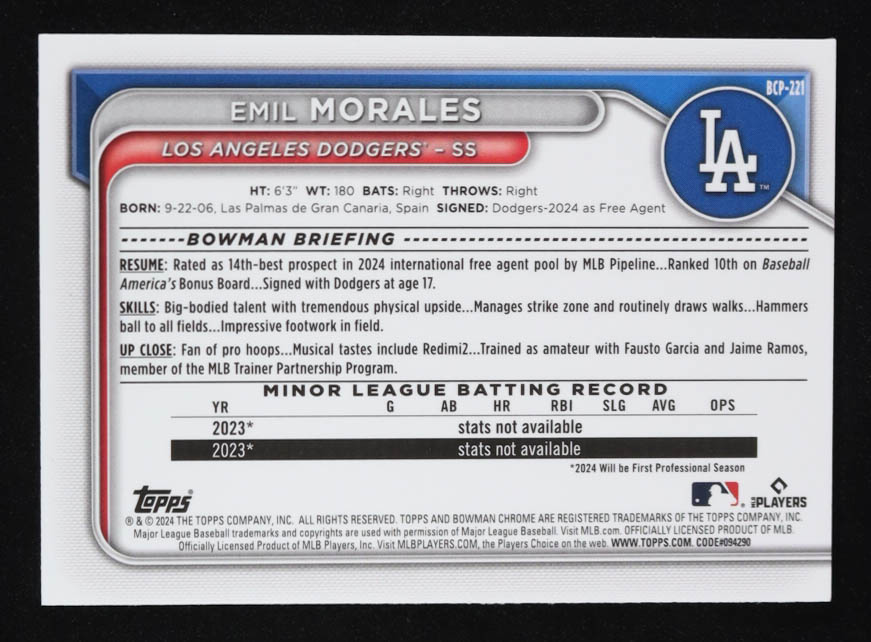 BCP-221
EMIL MORALES
LA™
LOS ANGELES DODGERS® – SS
HT: 6'3" WT: 180 BATS: Right THROWS: Right
BORN: 9-22-06, Las Palmas de Gran Canaria, Spain SIGNED: Dodgers-2024 as Free Agent
BOWMAN BRIEFING
RESUME: Rated as 14th-best prospect in 2024 international free agent pool by MLB Pipeline...Ranked 10th on Baseball
America's Bonus Board...Signed with Dodgers at age 17.
SKILLS: Big-bodied talent with tremendous physical upside...Manages strike zone and routinely draws walks...Hammers
ball to all fields...Impressive footwork in field.
UP CLOSE: Fan of pro hoops...Musical tastes include Redimi2...Trained as amateur with Fausto Garcia and Jaime Ramos,
member of the MLB Trainer Partnership Program.
MINOR LEAGUE BATTING RECORD
YR G AB HR RBI SLG AVG OPS
2023* stats not available
2023* stats not available
*2024 Will be First Professional Season
TOPPS® MLB PLAYERS
® & © 2024 THE TOPPS COMPANY, INC. ALL RIGHTS RESERVED. TOPPS AND BOWMAN CHROME ARE REGISTERED TRADEMARKS OF THE TOPPS COMPANY, INC.
Major League Baseball trademarks and copyrights are used with permission of Major League Baseball. Visit MLB.com. OFFICIALLY LICENSED PRODUCT OF MLB
Officially Licensed Product of MLB Players, Inc. Visit MLBPLAYERS.COM, the Players Choice on the web. WWW.TOPPS.COM. CODE#094290